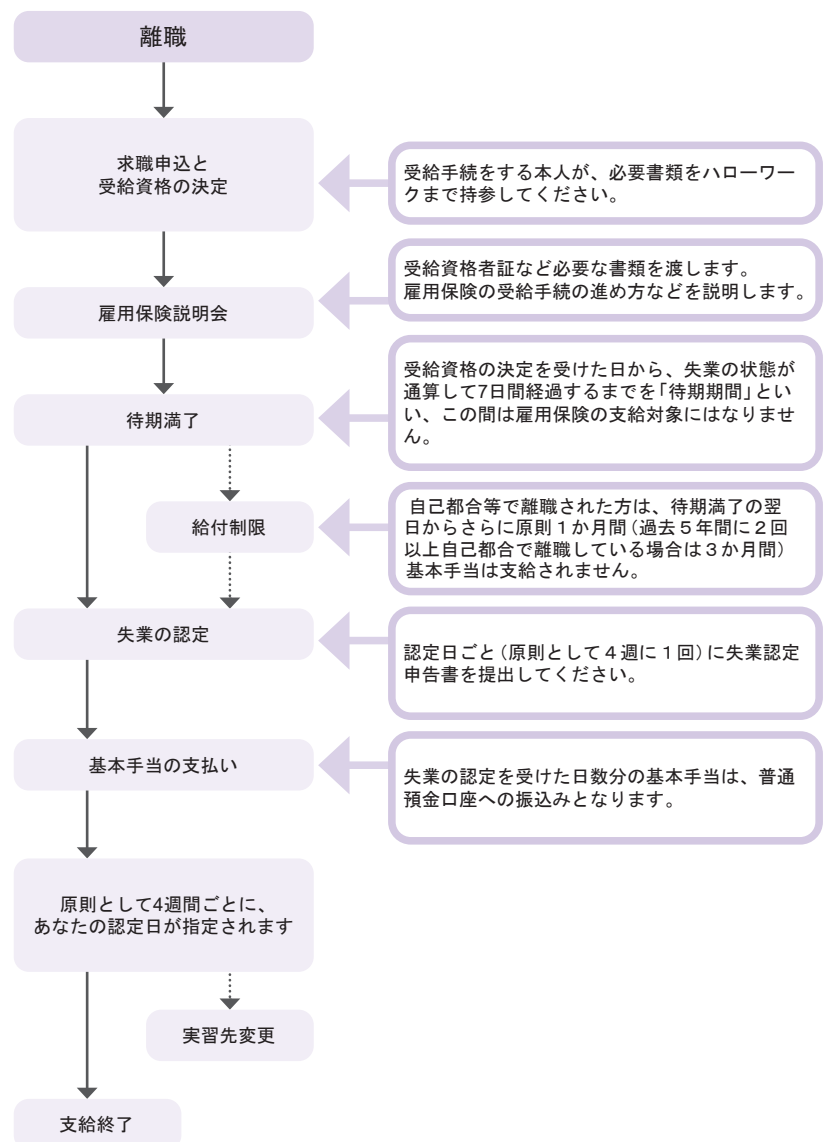 離職
求職申込と
受給資格の決定
受給手続をする本人が、必要書類をハローワー
クまで持参してください。
雇用保険説明会
受給資格者証など必要な書類を渡します。
雇用保険の受給手続の進め方などを説明します。
待期満了
受給資格の決定を受けた日から、失業の状態が
通算して7日間経過するまでを「待期期間」とい
い、この間は雇用保険の支給対象にはなりませ
ん。
給付制限
自己都合等で離職された方は、待期満了の翌
日からさらに原則１か月間（過去５年間に２回
以上自己都合で離職している場合は３か月間）
基本手当は支給されません。
失業の認定
認定日ごと（原則として４週に１回）に失業認定
申告書を提出してください。
基本手当の支払い
失業の認定を受けた日数分の基本手当は、普通
預金口座への振込みとなります。
原則として4週間ごとに、
あなたの認定日が指定されます
実習先変更
支給終了